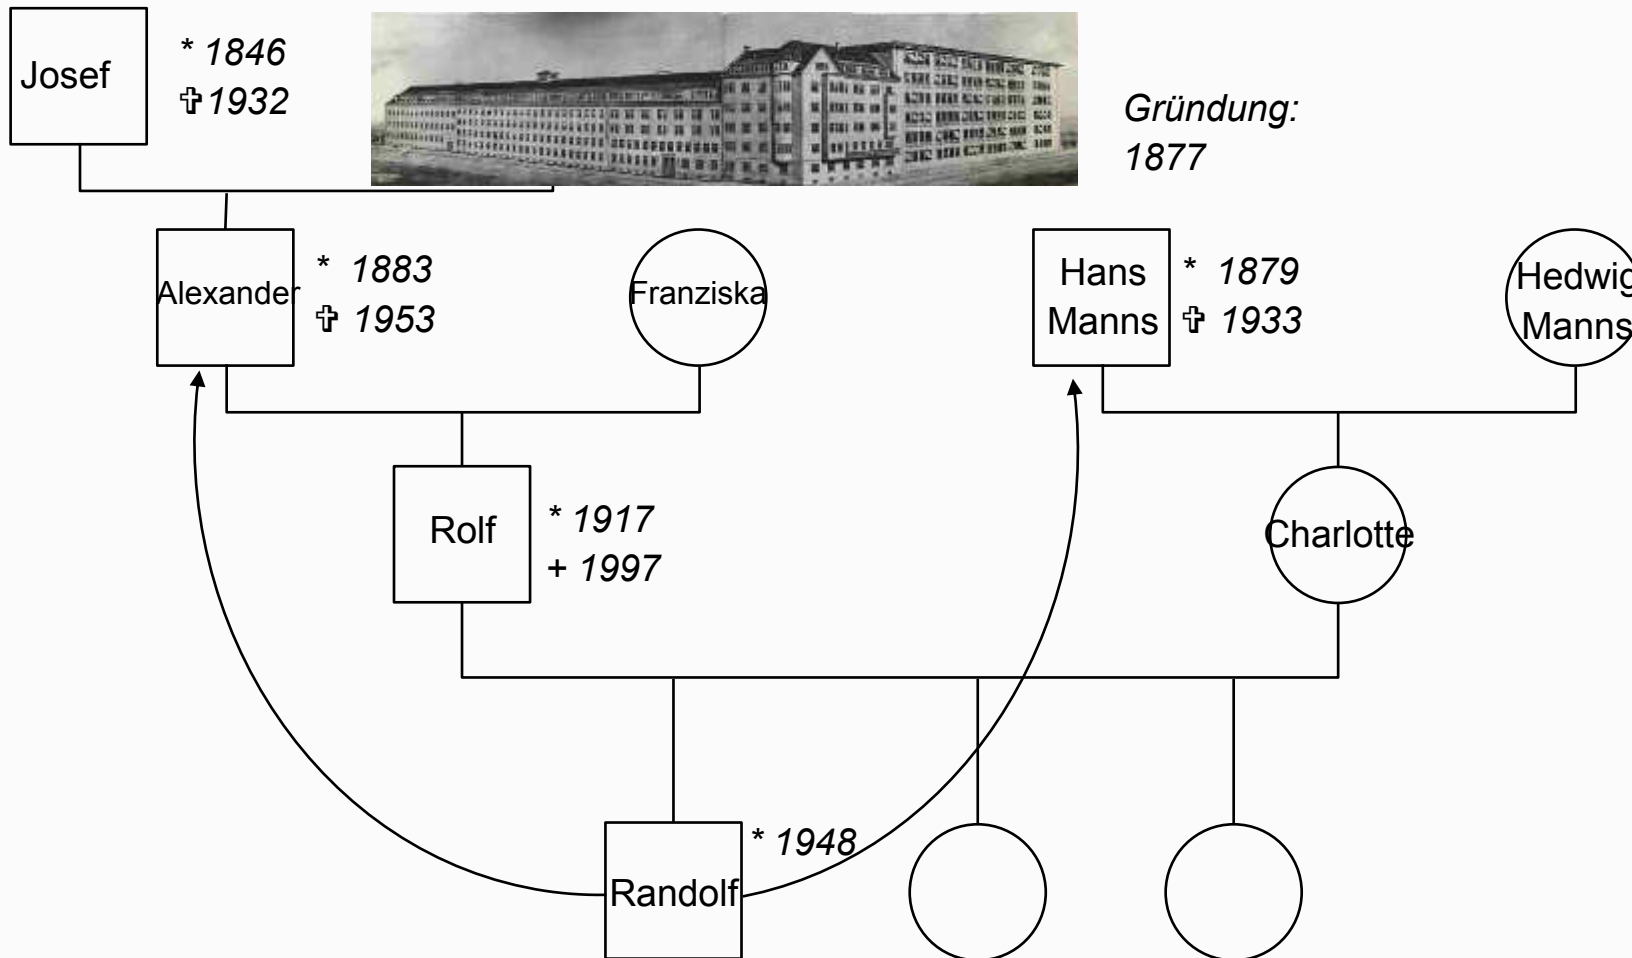 Josef
* 1846
✞ 1932
Gründung:
1877
Alexander
* 1883
✞ 1953
Franziska
Hans
Manns
* 1879
✞ 1933
Hedwig
Manns
Rolf
* 1917
+ 1997
Charlotte
Randolf
* 1948